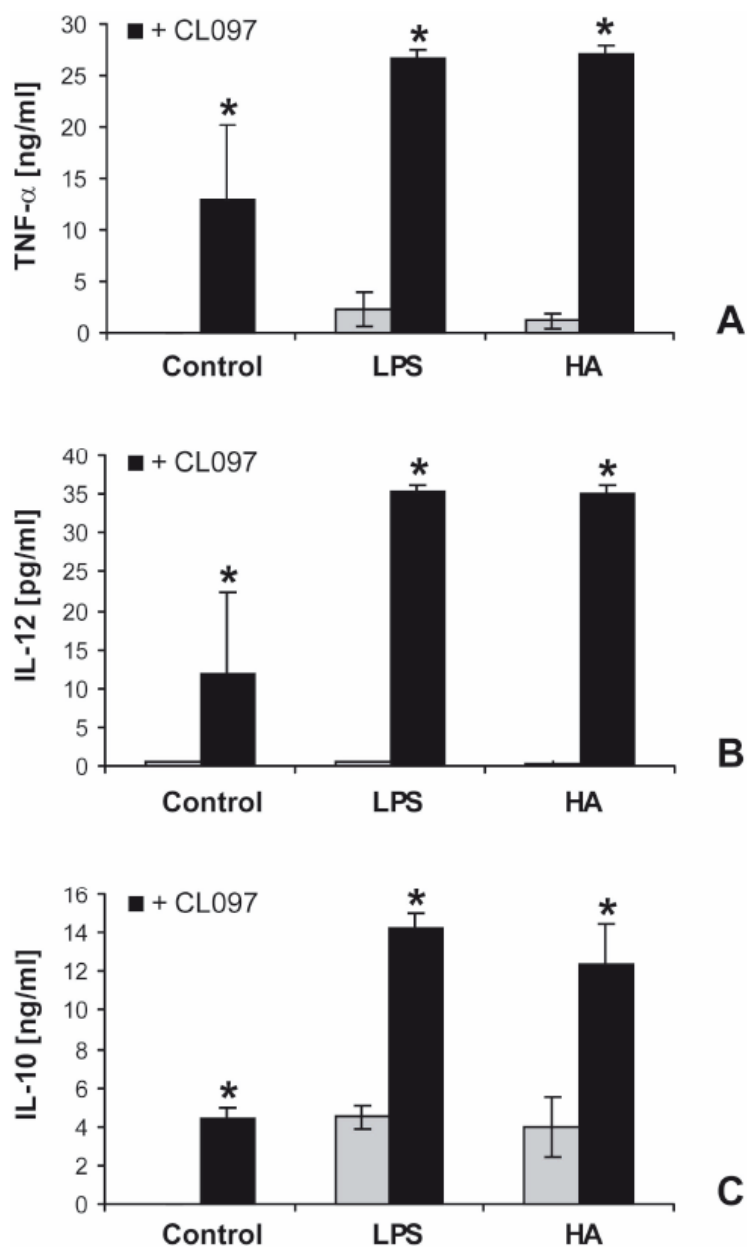 TNF-α [ng/ml]
30
25
20
15
10
5
0
■ + CL097
*
*
*
Control LPS HA
A
IL-12 [pg/ml]
40
35
30
25
20
15
10
5
0
■ + CL097
*
*
*
Control LPS HA
B
IL-10 [ng/ml]
16
14
12
10
8
6
4
2
0
■ + CL097
*
*
*
Control LPS HA
C